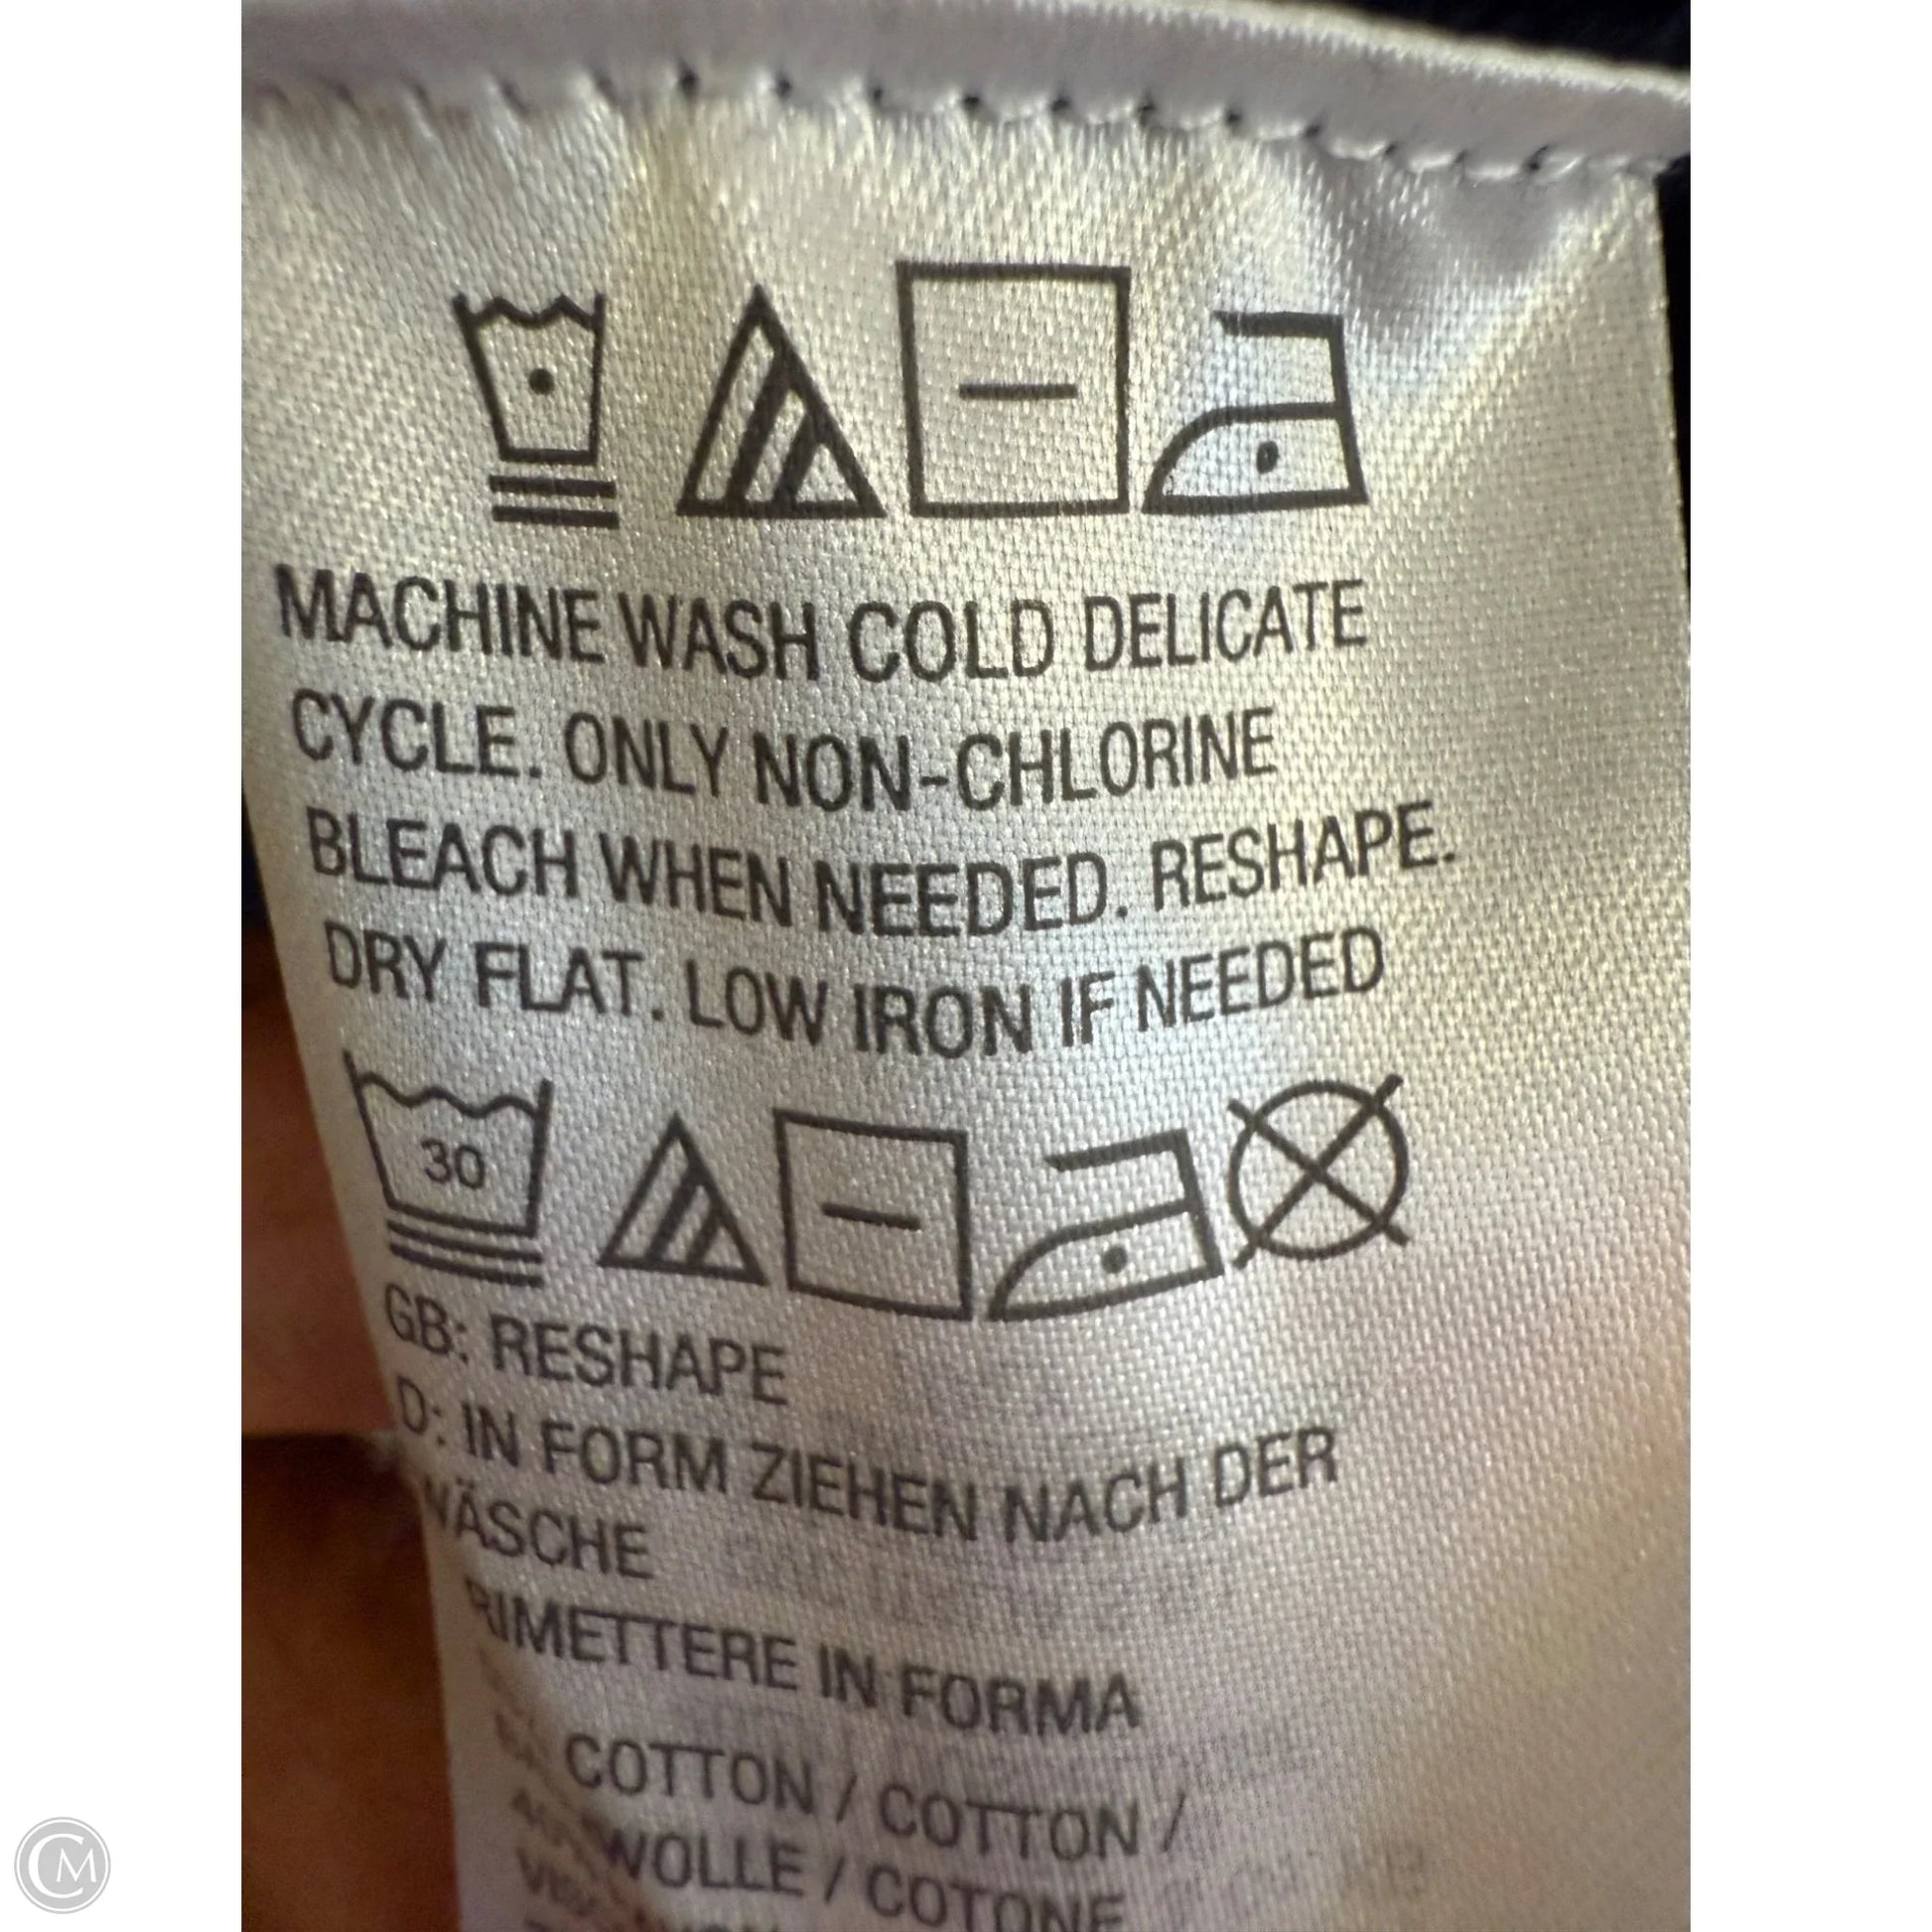 MACHINE WASH COLD DELICATE
CYCLE. ONLY NON-CHLORINE
BLEACH WHEN NEEDED. RESHAPE.
DRY FLAT. LOW IRON IF NEEDED
30
GB: RESHAPE
D: IN FORM ZIEHEN NACH DER
WÄSCHE
RIMETTERE IN FORMA
COTTON / COTTON /
WOLLE / COTONE
CM